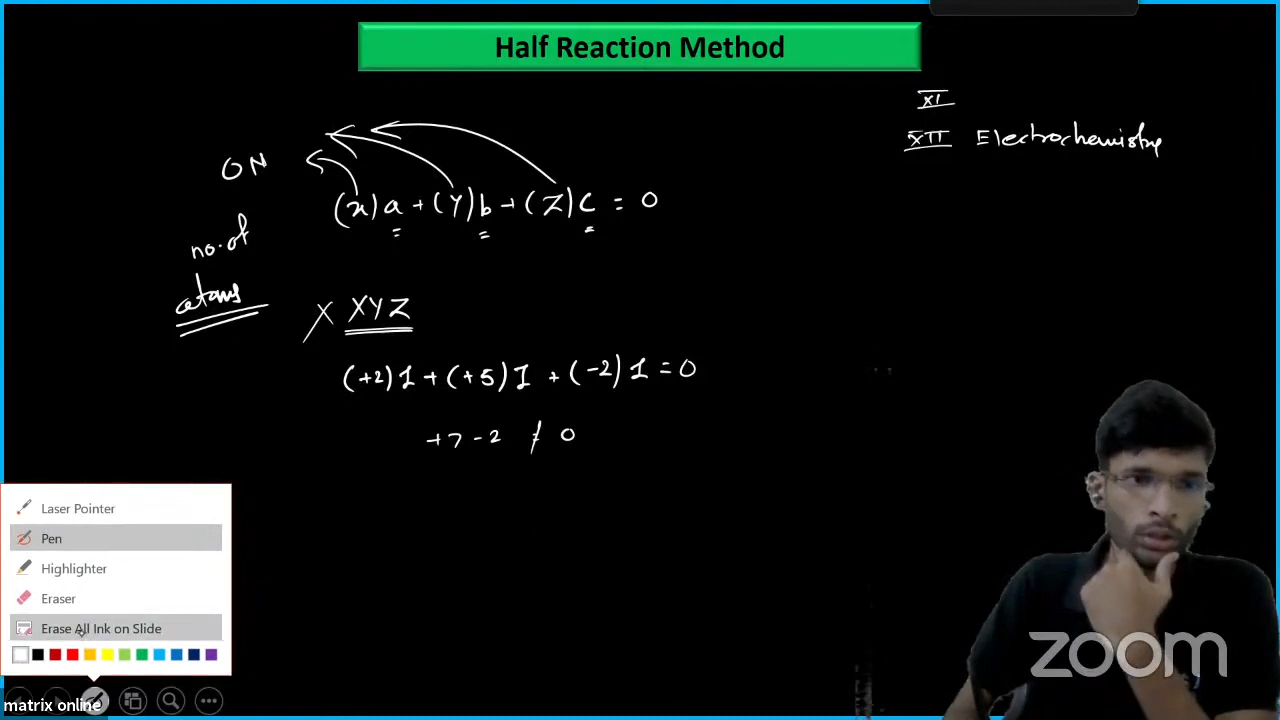 Half Reaction Method
XI
XII Electrochemistry
ON
(x)a + (Y)b + (Z)c = 0
no. of
atoms
X XYZ
(+2)1 + (+5)1 + (-2)1 = 0
+7-2 ≠ 0
Laser Pointer
Pen
Highlighter
Eraser
Erase All Ink on Slide
matrix online
zoom